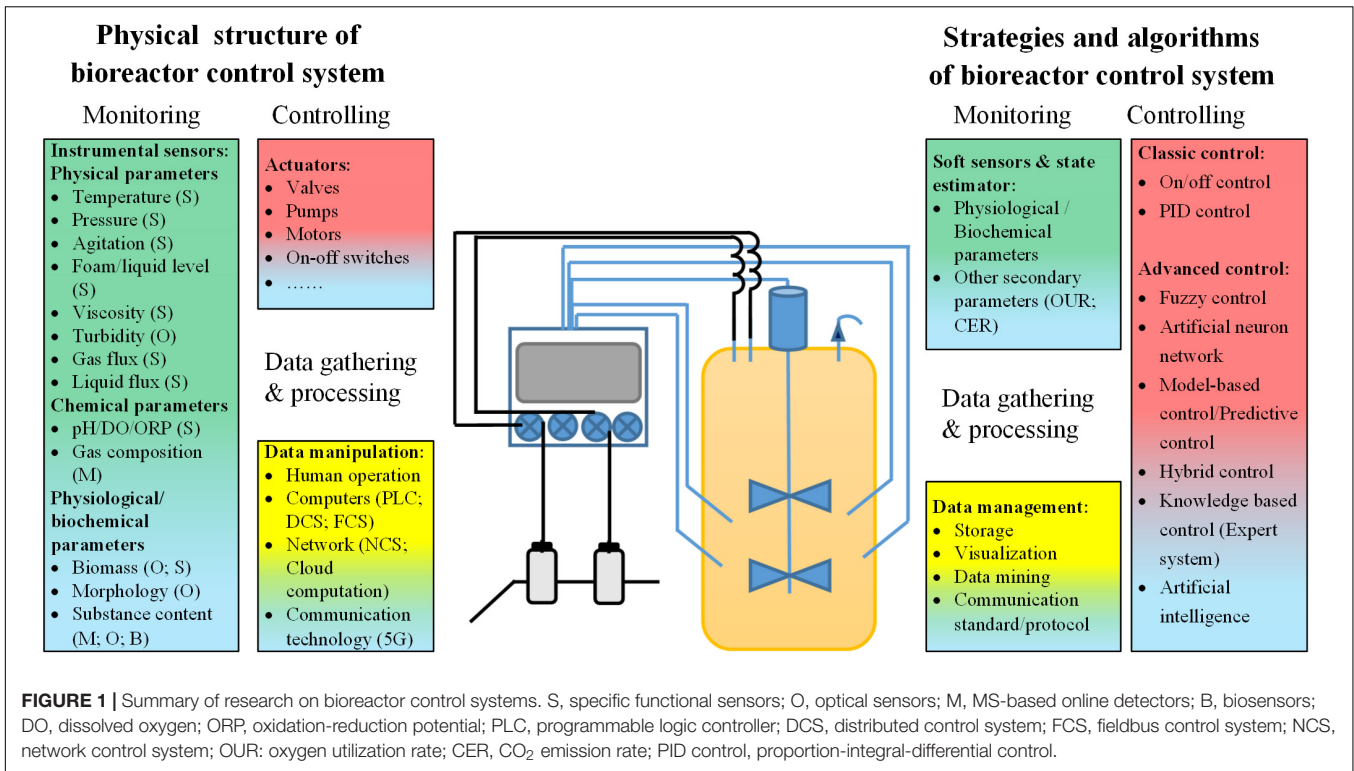 Physical structure of
bioreactor control system
Monitoring
Controlling
Instrumental sensors:
Physical parameters
• Temperature (S)
• Pressure (S)
• Agitation (S)
• Foam/liquid level
(S)
• Viscosity (S)
• Turbidity (O)
• Gas flux (S)
• Liquid flux (S)
Chemical parameters
• pH/DO/ORP (S)
• Gas composition
(M)
Physiological/
biochemical
parameters
• Biomass (O; S)
• Morphology (O)
• Substance content
(M; O; B)
Actuators:
• Valves
• Pumps
• Motors
• On-off switches
• ……
Data gathering
& processing
Data manipulation:
• Human operation
• Computers (PLC;
DCS; FCS)
• Network (NCS;
Cloud
computation)
• Communication
technology (5G)
Strategies and algorithms
of bioreactor control system
Monitoring
Controlling
Soft sensors & state
estimator:
• Physiological /
Biochemical
parameters
• Other secondary
parameters (OUR;
CER)
Data gathering
& processing
Data management:
• Storage
• Visualization
• Data mining
• Communication
standard/protocol
Classic control:
• On/off control
• PID control
Advanced control:
• Fuzzy control
• Artificial neuron
network
• Model-based
control/Predictive
control
• Hybrid control
• Knowledge based
control (Expert
system)
• Artificial
intelligence
FIGURE 1 | Summary of research on bioreactor control systems. S, specific functional sensors; O, optical sensors; M, MS-based online detectors; B, biosensors;
DO, dissolved oxygen; ORP, oxidation-reduction potential; PLC, programmable logic controller; DCS, distributed control system; FCS, fieldbus control system; NCS,
network control system; OUR: oxygen utilization rate; CER, CO₂ emission rate; PID control, proportion-integral-differential control.